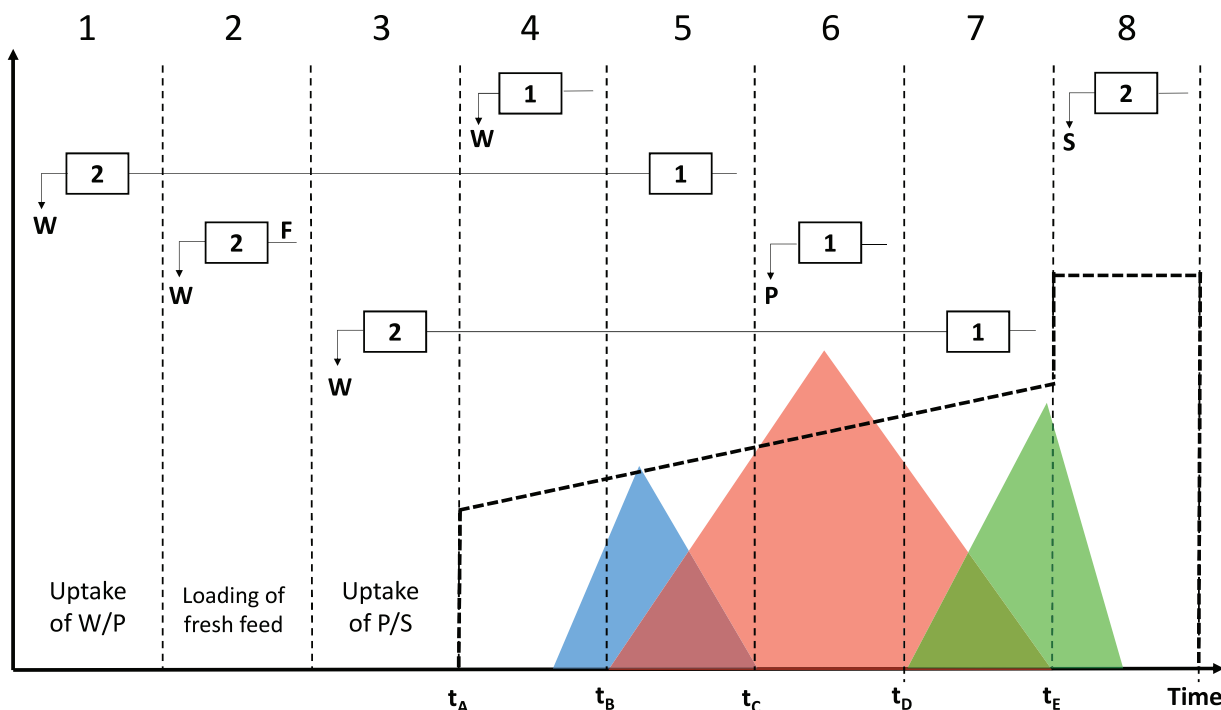 1 2 3 4 5 6 7 8
1
W
2
S
2
1
W
2
F
W
1
P
2
1
W
Uptake
of W/P
Loading of
fresh feed
Uptake
of P/S
tA tB tC tD tE Time